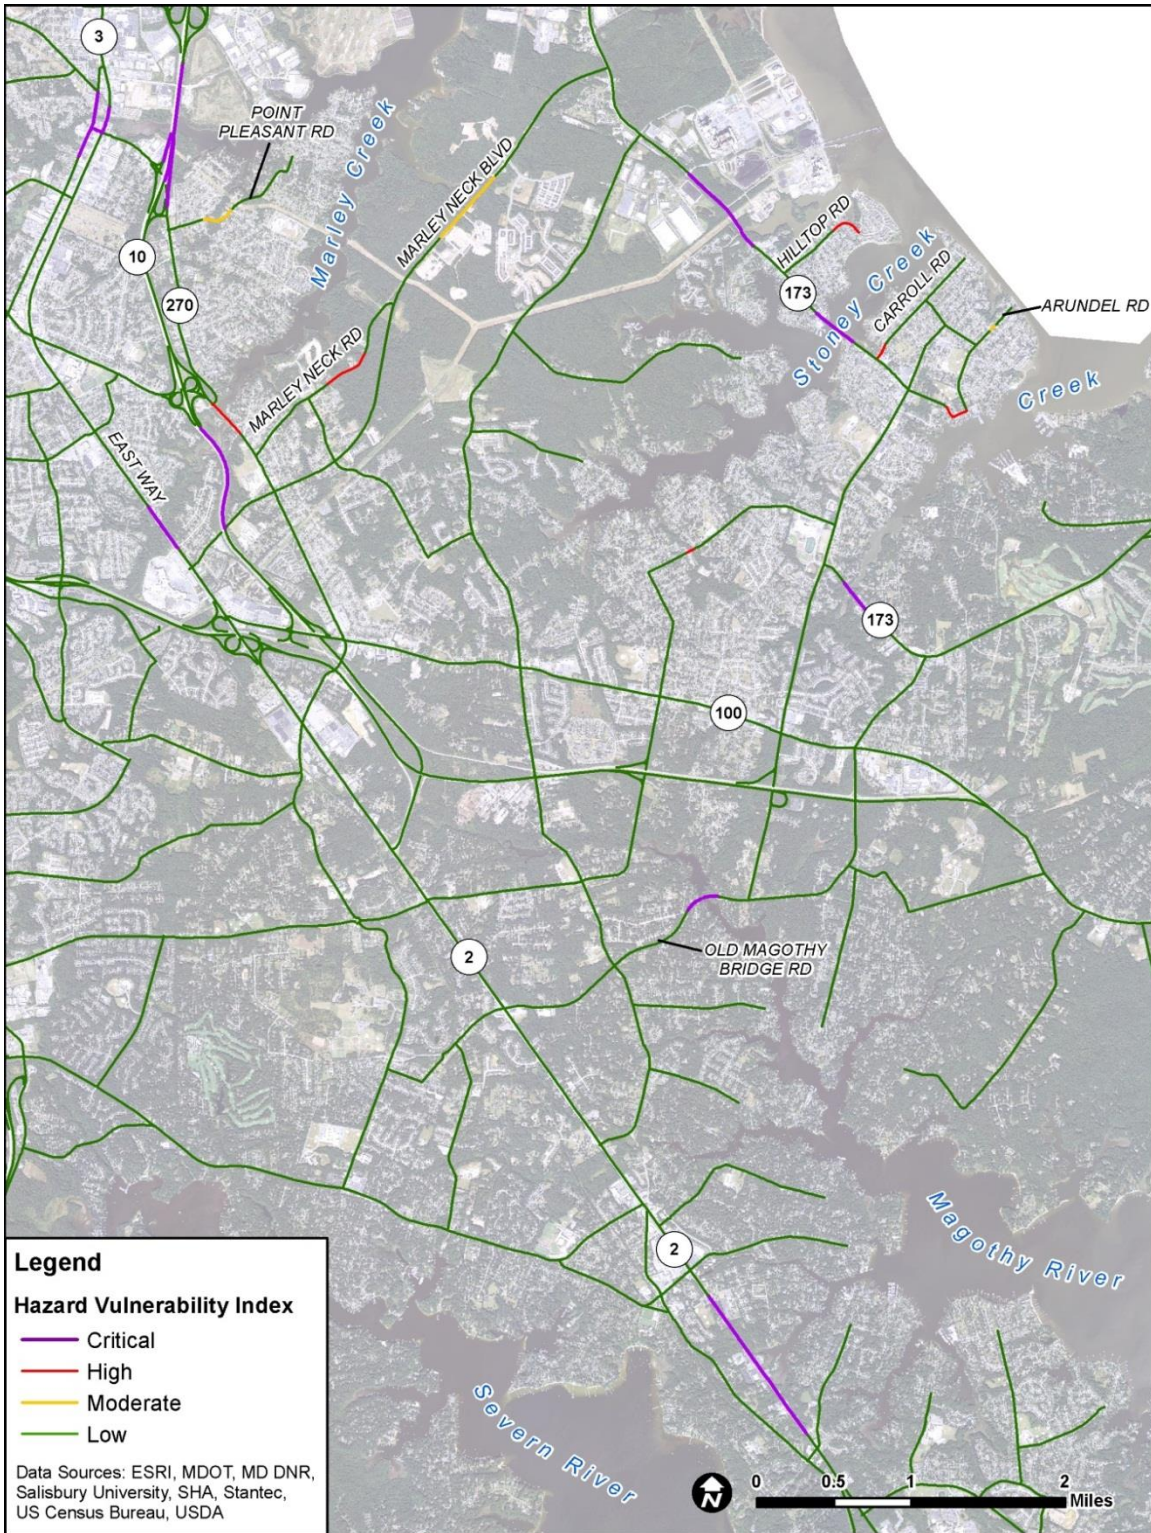 3
POINT
PLEASANT RD
Marley Creek
MARLEY NECK BLVD
HILLTOP RD
10
173
Stoney Creek
CARROLL RD
ARUNDEL RD
270
MARLEY NECK RD
Creek
EAST WAY
173
100
OLD MAGOTHY
BRIDGE RD
2
Magothy River
2
Severn River
Legend
Hazard Vulnerability Index
Critical
High
Moderate
Low
Data Sources: ESRI, MDOT, MD DNR,
Salisbury University, SHA, Stantec,
US Census Bureau, USDA
N
0 0.5 1 2
Miles